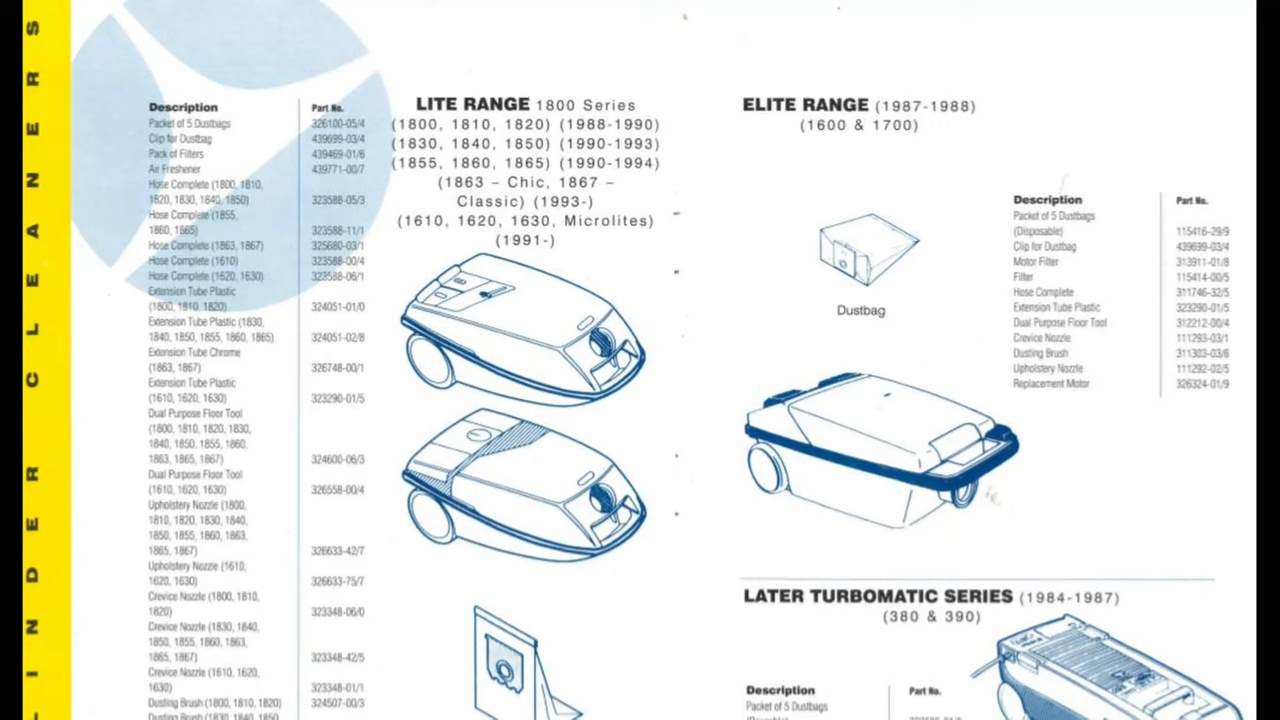 LINDER CLEANERS
Description Part No.
Packet of 5 Dustbags 326100-05/4
Clip for Dustbag 439699-03/4
Pack of Filters 439469-01/6
Air Freshener 439771-00/7
Hose Complete (1800, 1810,
1820, 1830, 1840, 1850) 323588-05/3
Hose Complete (1855,
1860, 1865) 323588-11/1
Hose Complete (1863, 1867) 325680-03/1
Hose Complete (1610) 323588-00/4
Hose Complete (1620, 1630) 323588-06/1
Extension Tube Plastic
(1800, 1810, 1820) 324051-01/0
Extension Tube Plastic (1830,
1840, 1850, 1855, 1860, 1865) 324051-02/8
Extension Tube Chrome
(1863, 1867) 326748-00/1
Extension Tube Plastic
(1610, 1620, 1630) 323290-01/5
Dual Purpose Floor Tool
(1800, 1810, 1820, 1830,
1840, 1850, 1855, 1860,
1863, 1865, 1867) 324600-06/3
Dual Purpose Floor Tool
(1610, 1620, 1630) 326558-00/4
Upholstery Nozzle (1800,
1810, 1820, 1830, 1840,
1850, 1855, 1860, 1863,
1865, 1867) 326633-42/7
Upholstery Nozzle (1610,
1620, 1630) 326633-75/7
Crevice Nozzle (1800, 1810,
1820) 323348-06/0
Crevice Nozzle (1830, 1840,
1850, 1855, 1860, 1863,
1865, 1867) 323348-42/5
Crevice Nozzle (1610, 1620,
1630) 323348-01/1
Dusting Brush (1800, 1810, 1820) 324507-00/3
Dusting Brush (1830, 1840, 1850,
LITE RANGE 1800 Series
(1800, 1810, 1820) (1988-1990)
(1830, 1840, 1850) (1990-1993)
(1855, 1860, 1865) (1990-1994)
(1863 – Chic, 1867 –
Classic) (1993-)
(1610, 1620, 1630, Microlites)
(1991-)
ELITE RANGE (1987-1988)
(1600 & 1700)
Dustbag
Description Part No.
Packet of 5 Dustbags
(Disposable) 115416-29/9
Clip for Dustbag 439699-03/4
Motor Filter 313911-01/8
Filter 115414-00/5
Hose Complete 311746-32/5
Extension Tube Plastic 323290-01/5
Dual Purpose Floor Tool 312212-00/4
Crevice Nozzle 111293-03/1
Dusting Brush 311303-03/6
Upholstery Nozzle 111292-02/5
Replacement Motor 326324-01/9
LATER TURBOMATIC SERIES (1984-1987)
(380 & 390)
Description Part No.
Packet of 5 Dustbags